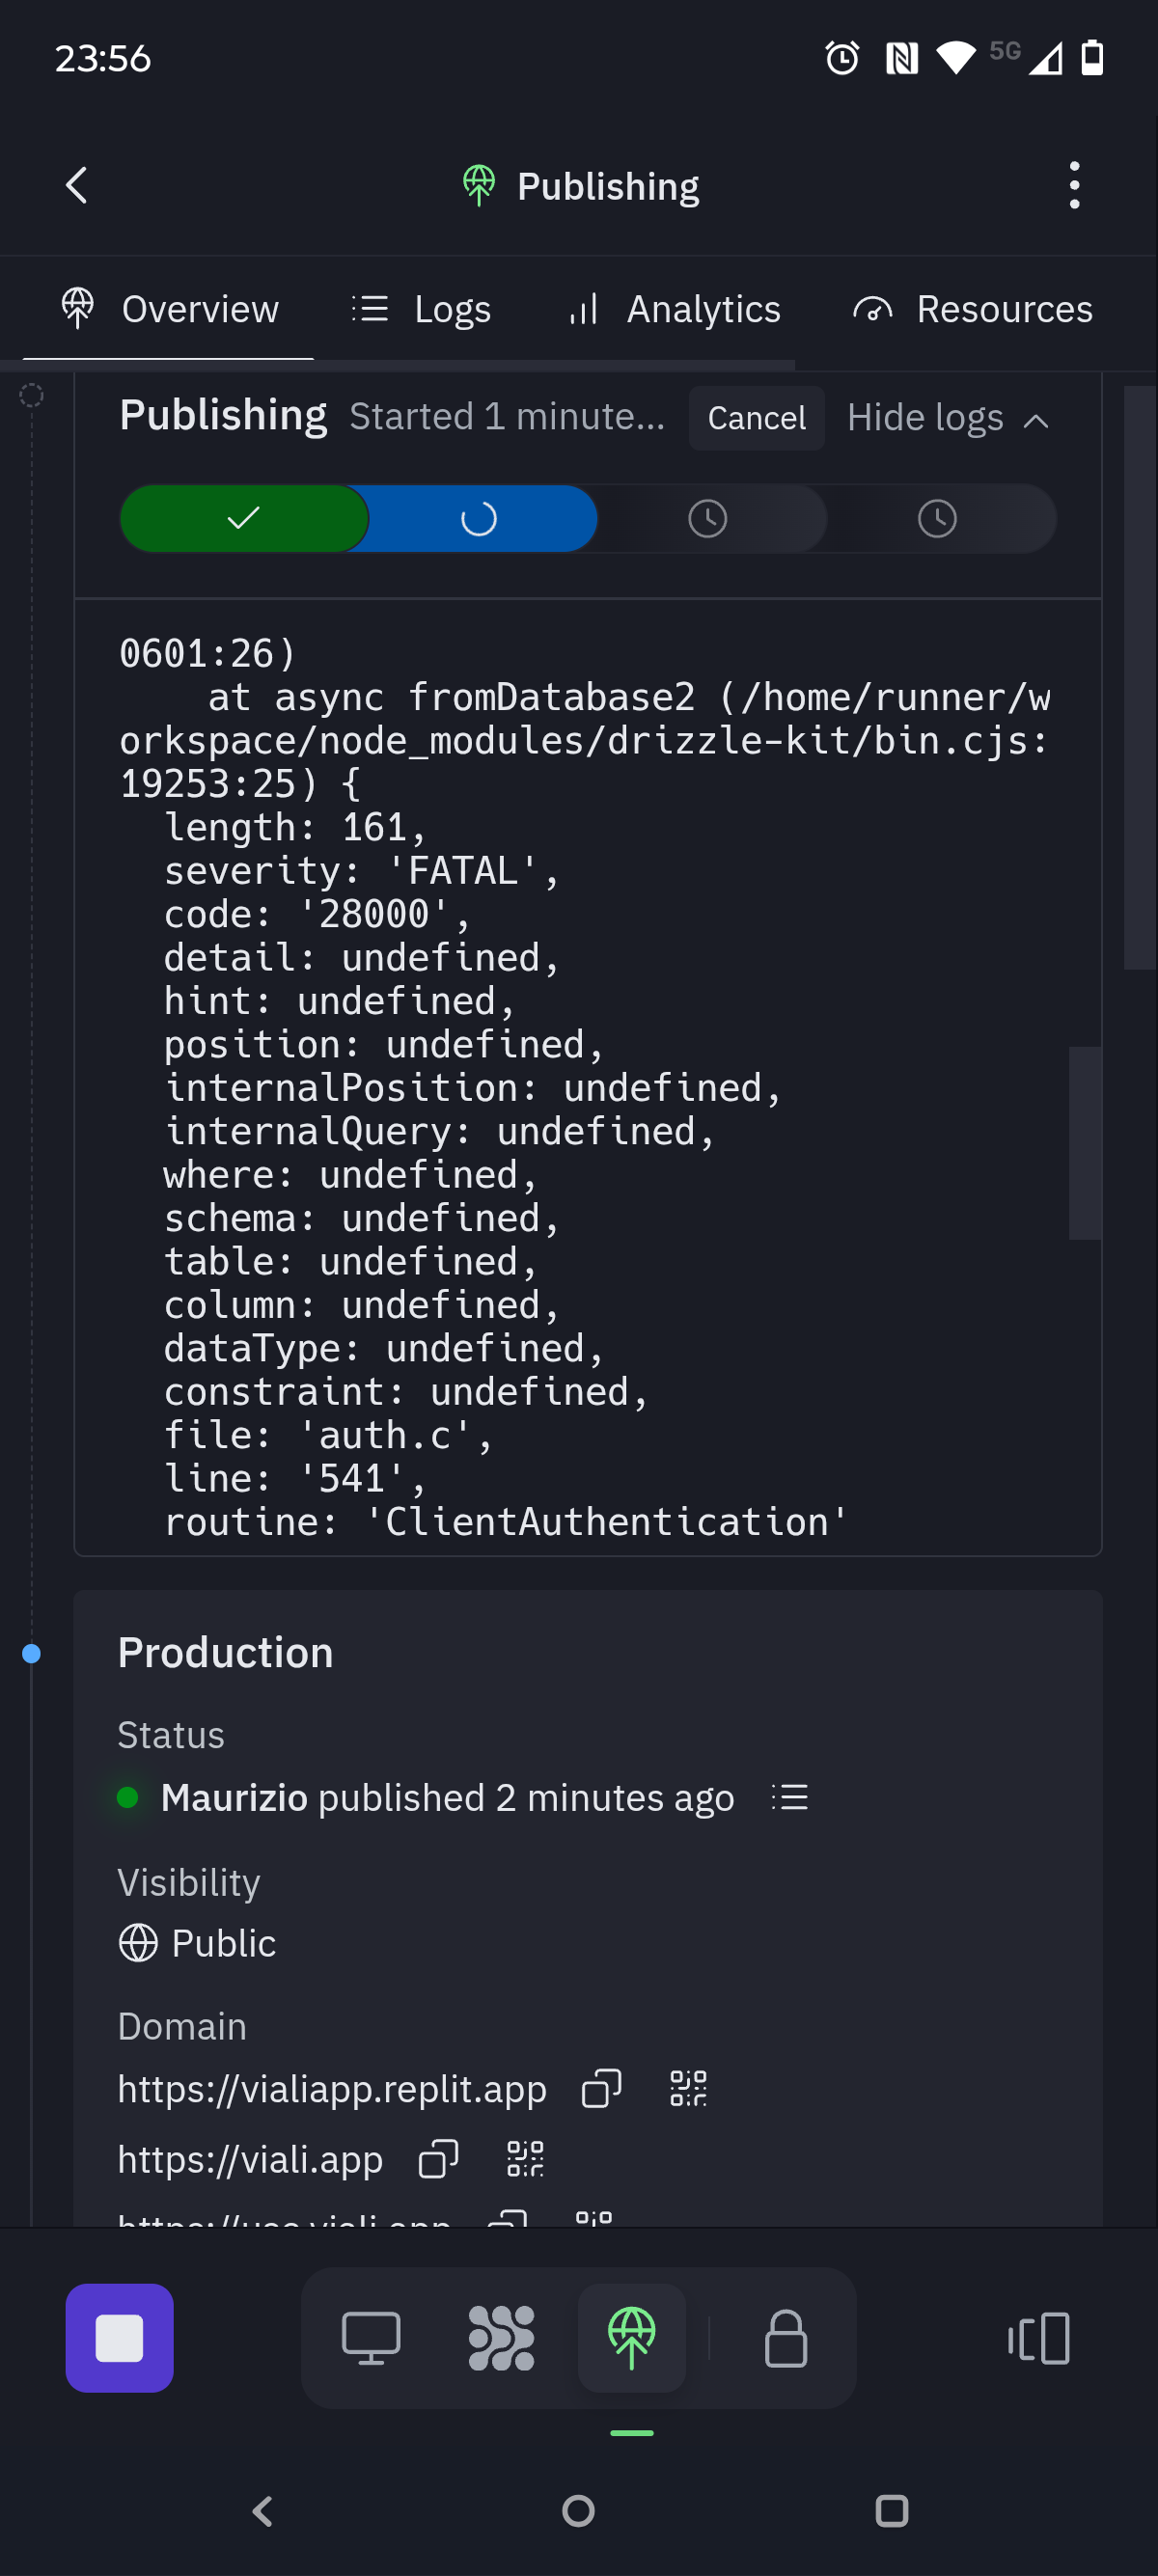 23:56
5G
Publishing
Overview
Logs
Analytics
Resources
Publishing Started 1 minute... Cancel Hide logs
0601:26)
    at async fromDatabase2 (/home/runner/w
orkspace/node_modules/drizzle-kit/bin.cjs:
19253:25) {
  length: 161,
  severity: 'FATAL',
  code: '28000',
  detail: undefined,
  hint: undefined,
  position: undefined,
  internalPosition: undefined,
  internalQuery: undefined,
  where: undefined,
  schema: undefined,
  table: undefined,
  column: undefined,
  dataType: undefined,
  constraint: undefined,
  file: 'auth.c',
  line: '541',
  routine: 'ClientAuthentication'
Production
Status
Maurizio published 2 minutes ago
Visibility
Public
Domain
https://vialiapp.replit.app
https://viali.app